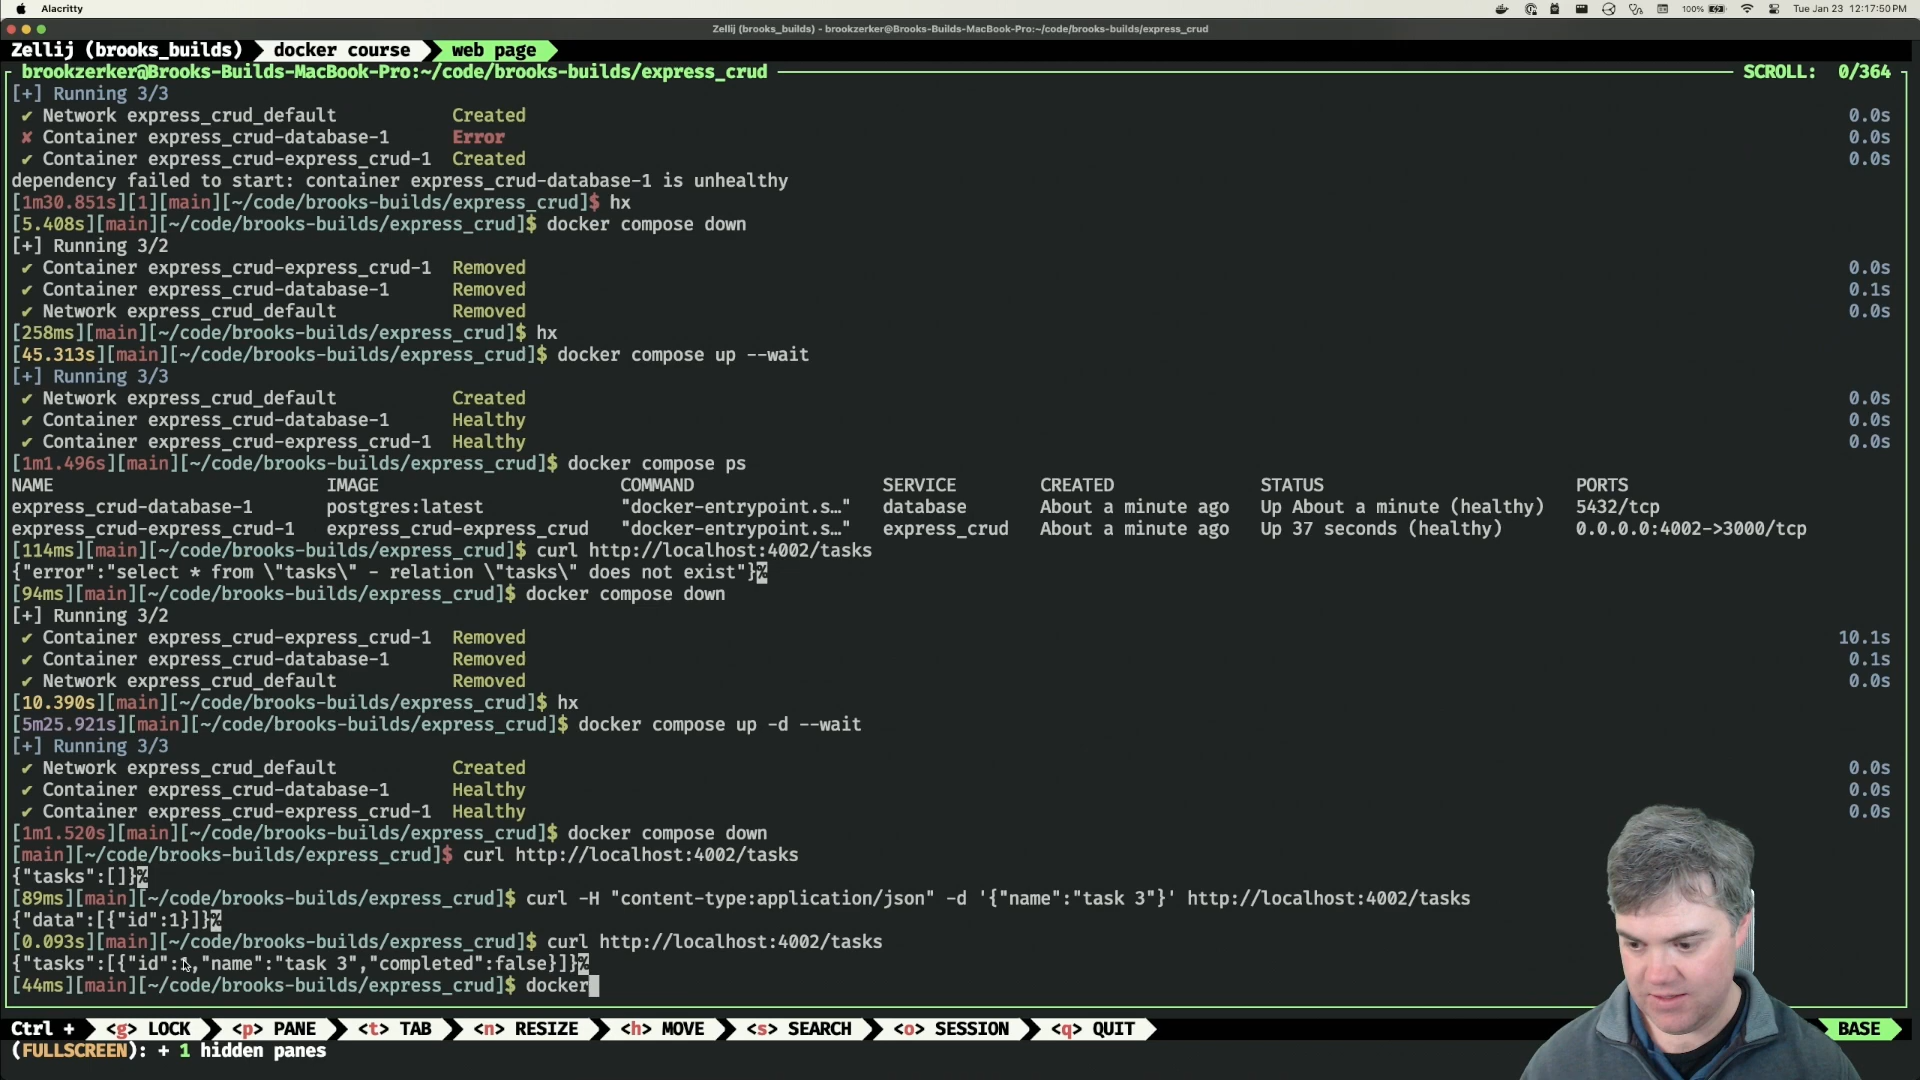 Alacritty
100%
Tue Jan 23 12:17:50 PM
Zellij (brooks_builds) - brookzerker@Brooks-Builds-MacBook-Pro:~/code/brooks-builds/express_crud
Zellij (brooks_builds) docker course web page
brookzerker@Brooks-Builds-MacBook-Pro:~/code/brooks-builds/express_crud SCROLL: 0/364
[+] Running 3/3
✔ Network express_crud_default Created 0.0s
✘ Container express_crud-database-1 Error 0.0s
✔ Container express_crud-express_crud-1 Created 0.0s
dependency failed to start: container express_crud-database-1 is unhealthy
[1m30.851s][1][main][~/code/brooks-builds/express_crud]$ hx
[5.408s][main][~/code/brooks-builds/express_crud]$ docker compose down
[+] Running 3/2
✔ Container express_crud-express_crud-1 Removed 0.0s
✔ Container express_crud-database-1 Removed 0.1s
✔ Network express_crud_default Removed 0.0s
[258ms][main][~/code/brooks-builds/express_crud]$ hx
[45.313s][main][~/code/brooks-builds/express_crud]$ docker compose up --wait
[+] Running 3/3
✔ Network express_crud_default Created 0.0s
✔ Container express_crud-database-1 Healthy 0.0s
✔ Container express_crud-express_crud-1 Healthy 0.0s
[1m1.496s][main][~/code/brooks-builds/express_crud]$ docker compose ps
NAME IMAGE COMMAND SERVICE CREATED STATUS PORTS
express_crud-database-1 postgres:latest "docker-entrypoint.s…" database About a minute ago Up About a minute (healthy) 5432/tcp
express_crud-express_crud-1 express_crud-express_crud "docker-entrypoint.s…" express_crud About a minute ago Up 37 seconds (healthy) 0.0.0.0:4002->3000/tcp
[114ms][main][~/code/brooks-builds/express_crud]$ curl http://localhost:4002/tasks
{"error":"select * from \"tasks\" - relation \"tasks\" does not exist"}%
[94ms][main][~/code/brooks-builds/express_crud]$ docker compose down
[+] Running 3/2
✔ Container express_crud-express_crud-1 Removed 10.1s
✔ Container express_crud-database-1 Removed 0.1s
✔ Network express_crud_default Removed 0.0s
[10.390s][main][~/code/brooks-builds/express_crud]$ hx
[5m25.921s][main][~/code/brooks-builds/express_crud]$ docker compose up -d --wait
[+] Running 3/3
✔ Network express_crud_default Created 0.0s
✔ Container express_crud-database-1 Healthy 0.0s
✔ Container express_crud-express_crud-1 Healthy 0.0s
[1m1.520s][main][~/code/brooks-builds/express_crud]$ docker compose down
[main][~/code/brooks-builds/express_crud]$ curl http://localhost:4002/tasks
{"tasks":[]}%
[89ms][main][~/code/brooks-builds/express_crud]$ curl -H "content-type:application/json" -d '{"name":"task 3"}' http://localhost:4002/tasks
{"data":[{"id":1}]}%
[0.093s][main][~/code/brooks-builds/express_crud]$ curl http://localhost:4002/tasks
{"tasks":[{"id":1,"name":"task 3","completed":false}]}%
[44ms][main][~/code/brooks-builds/express_crud]$ docker
Ctrl + <g> LOCK <p> PANE <t> TAB <n> RESIZE <h> MOVE <s> SEARCH <o> SESSION <q> QUIT BASE
(FULLSCREEN): + 1 hidden panes